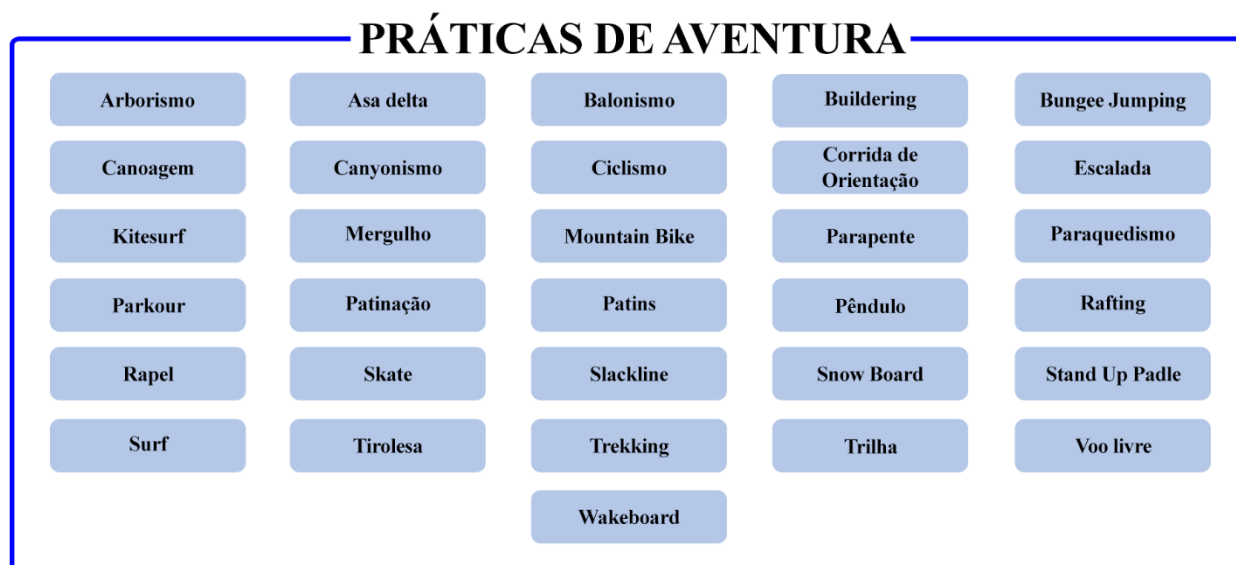 PRÁTICAS DE AVENTURA
Arborismo
Asa delta
Balonismo
Buildering
Bungee Jumping
Canoagem
Canyonismo
Ciclismo
Corrida de
Orientação
Escalada
Kitesurf
Mergulho
Mountain Bike
Parapente
Paraquedismo
Parkour
Patinação
Patins
Pêndulo
Rafting
Rapel
Skate
Slackline
Snow Board
Stand Up Padle
Surf
Tirolesa
Trekking
Trilha
Voo livre
Wakeboard